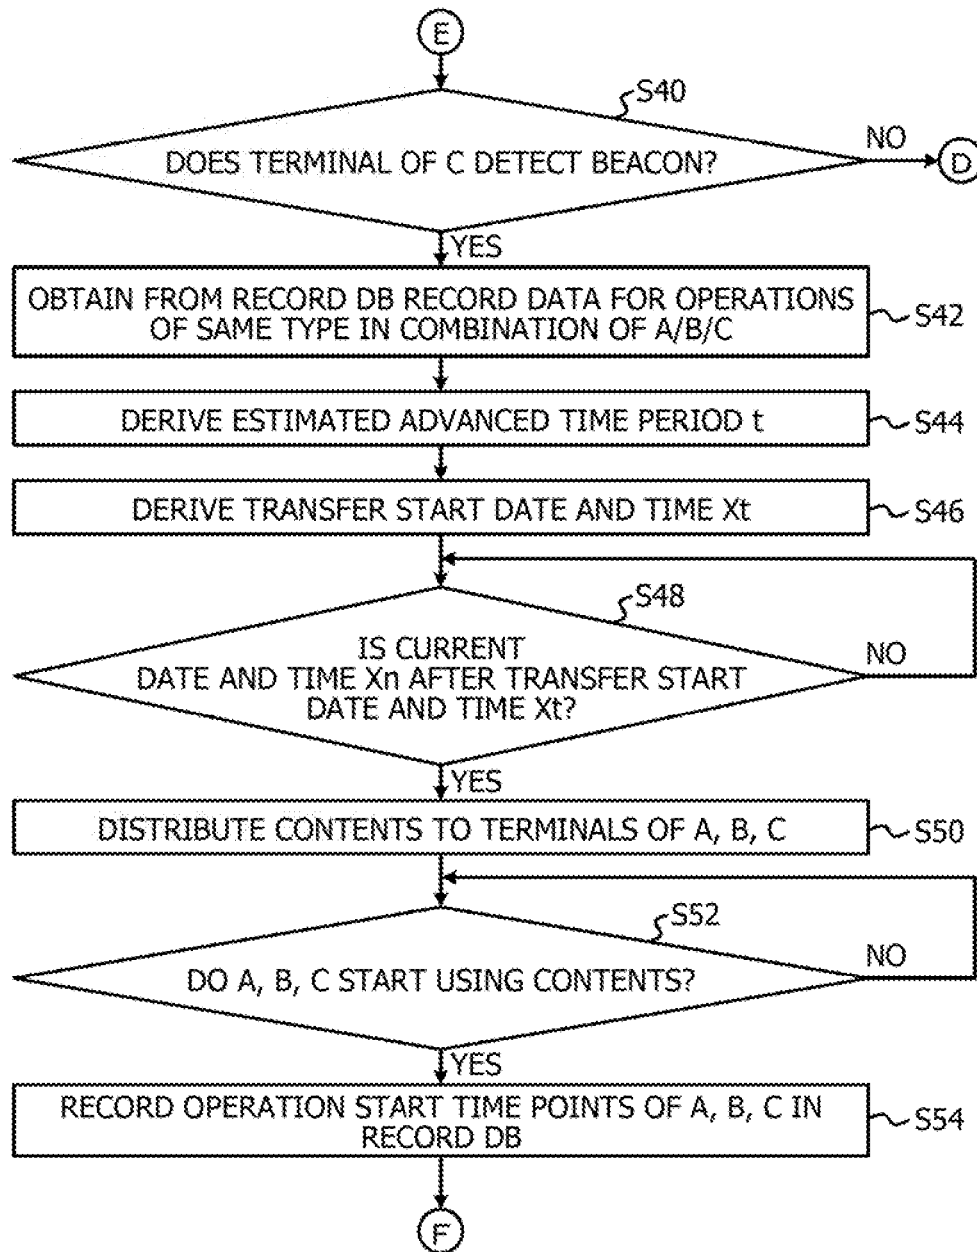 E
S40
DOES TERMINAL OF C DETECT BEACON?
NO
D
YES
OBTAIN FROM RECORD DB RECORD DATA FOR OPERATIONS
OF SAME TYPE IN COMBINATION OF A/B/C
S42
DERIVE ESTIMATED ADVANCED TIME PERIOD t
S44
DERIVE TRANSFER START DATE AND TIME Xt
S46
S48
IS CURRENT
DATE AND TIME Xn AFTER TRANSFER START
DATE AND TIME Xt?
NO
YES
DISTRIBUTE CONTENTS TO TERMINALS OF A, B, C
S50
S52
DO A, B, C START USING CONTENTS?
NO
YES
RECORD OPERATION START TIME POINTS OF A, B, C IN
RECORD DB
S54
F